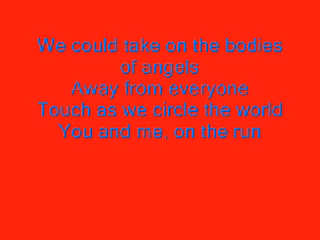 We could take on the bodies
of angels
Away from everyone
Touch as we circle the world
You and me, on the run